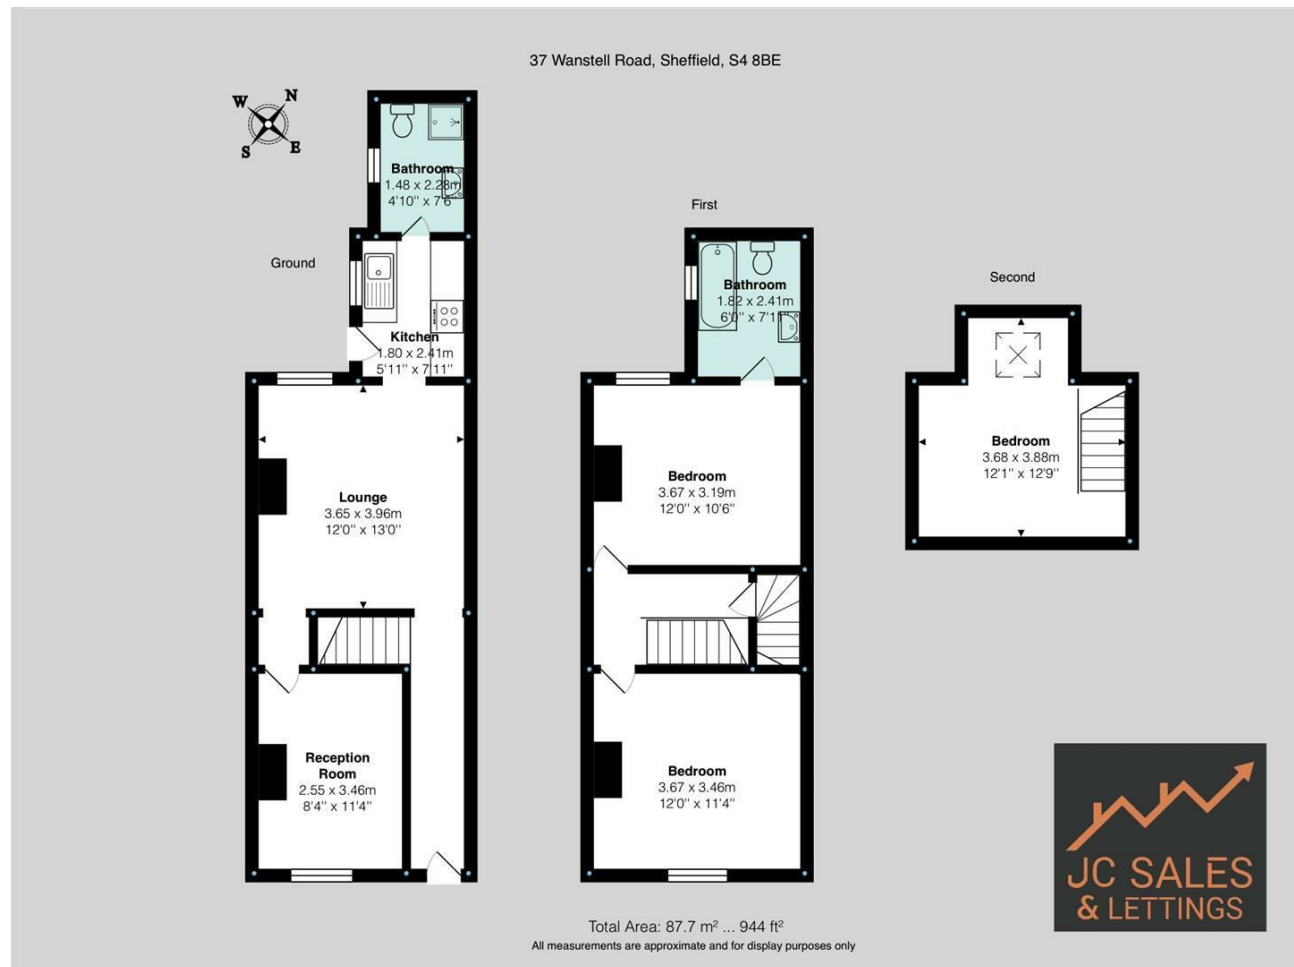 37 Wanstell Road, Sheffield, S4 8BE
W N
S E
Ground
Bathroom
1.48 x 2.28m
4'10" x 7'6"
Kitchen
1.80 x 2.41m
5'11" x 7'11"
Lounge
3.65 x 3.96m
12'0" x 13'0"
Reception
Room
2.55 x 3.46m
8'4" x 11'4"
First
Bathroom
1.82 x 2.41m
6'0" x 7'11"
Bedroom
3.67 x 3.19m
12'0" x 10'6"
Bedroom
3.67 x 3.46m
12'0" x 11'4"
Second
Bedroom
3.68 x 3.88m
12'1" x 12'9"
JC SALES
& LETTINGS
Total Area: 87.7 m² ... 944 ft²
All measurements are approximate and for display purposes only